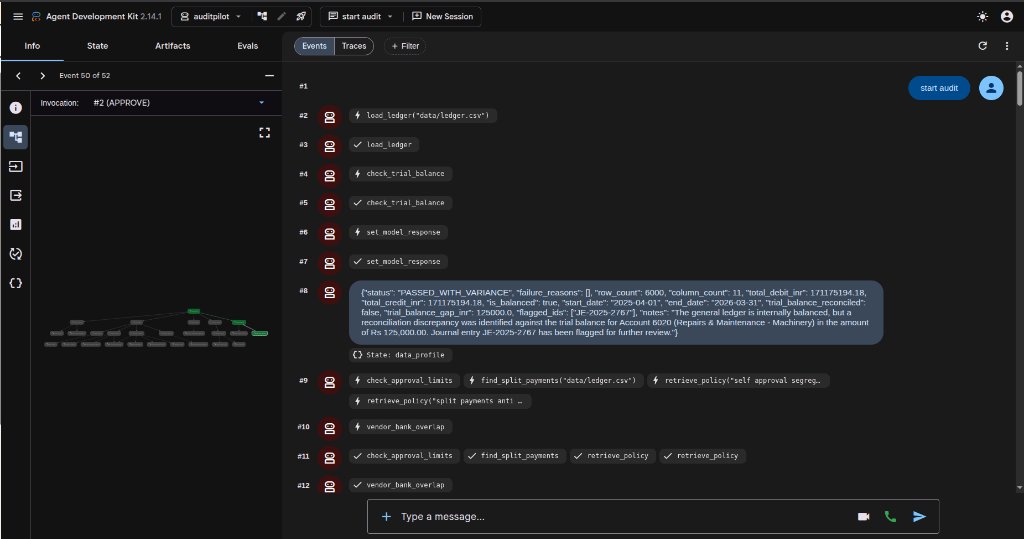 Agent Development Kit 2.14.1
auditpilot
start audit
New Session
Info
State
Artifacts
Evals
Events
Traces
+ Filter
Event 50 of 52
Invocation: #2 (APPROVE)
#1
start audit
#2 load_ledger("data/ledger.csv")
#3 load_ledger
#4 check_trial_balance
#5 check_trial_balance
#6 set_model_response
#7 set_model_response
#8
{"status": "PASSED_WITH_VARIANCE", "failure_reasons": [], "row_count": 6000, "column_count": 11, "total_debit_inr": 171175194.18,
"total_credit_inr": 171175194.18, "is_balanced": true, "start_date": "2025-04-01", "end_date": "2026-03-31", "trial_balance_reconciled":
false, "trial_balance_gap_inr": 125000.0, "flagged_ids": ["JE-2025-2767"], "notes": "The general ledger is internally balanced, but a
reconciliation discrepancy was identified against the trial balance for Account 6020 (Repairs & Maintenance - Machinery) in the amount
of Rs 125,000.00. Journal entry JE-2025-2767 has been flagged for further review."}
{} State: data_profile
#9 check_approval_limits find_split_payments("data/ledger.csv") retrieve_policy("self approval segreg…
retrieve_policy("split payments anti …
#10 vendor_bank_overlap
#11 check_approval_limits find_split_payments retrieve_policy retrieve_policy
#12 vendor_bank_overlap
Type a message...